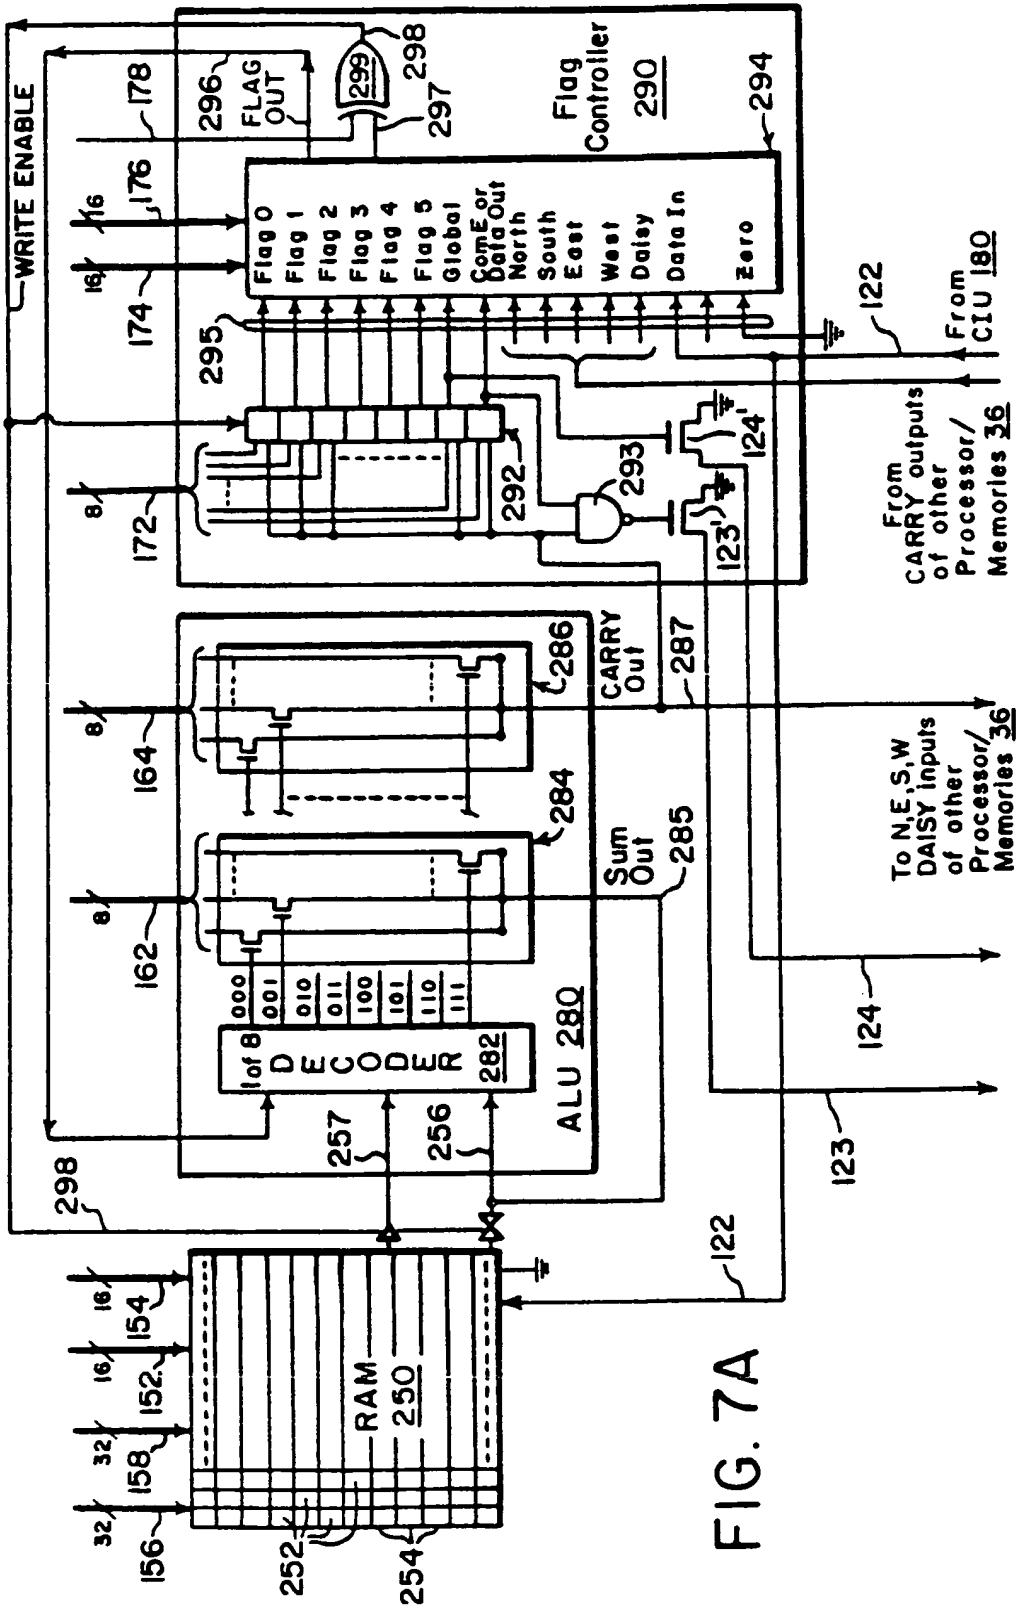 WRITE ENABLE
298
156
32
158
32
152
16
154
16
RAM
250
252
254
122
FIG. 7A
257
256
1 of 8
DECODER
282
000
001
010
011
100
101
110
111
162
8
164
8
284
286
ALU 280
Sum
Out
285
CARRY
Out
287
123
124
To N,E,S,W
DAISY inputs
of other
Processor/
Memories 36
172
8
174
16
176
16
178
296
FLAG
OUT
298
299
297
295
292
293
123'
124'
Flag
Controller
290
294
Flag 0
Flag 1
Flag 2
Flag 3
Flag 4
Flag 5
Global
ComE or
Data Out
North
South
East
West
Daisy
Data In
Zero
From
CARRY outputs
of other
Processor/
Memories 36
122
From
CIU 180